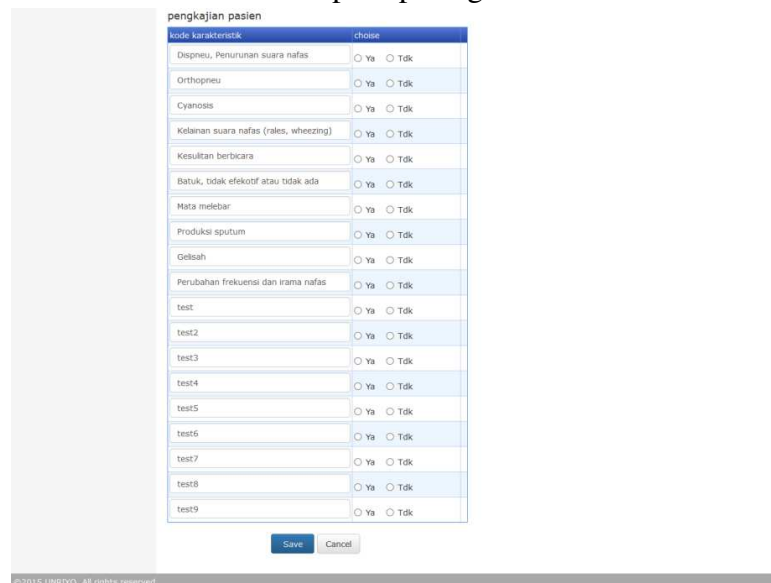 pengkajian pasien
kode karakteristik choise
Dispneu, Penurunan suara nafas Ya Tdk
Orthopneu Ya Tdk
Cyanosis Ya Tdk
Kelainan suara nafas (rales, wheezing) Ya Tdk
Kesulitan berbicara Ya Tdk
Batuk, tidak efekotif atau tidak ada Ya Tdk
Mata melebar Ya Tdk
Produksi sputum Ya Tdk
Gelisah Ya Tdk
Perubahan frekuensi dan irama nafas Ya Tdk
test Ya Tdk
test2 Ya Tdk
test3 Ya Tdk
test4 Ya Tdk
test5 Ya Tdk
test6 Ya Tdk
test7 Ya Tdk
test8 Ya Tdk
test9 Ya Tdk
Save Cancel
©2015 All rights reserved